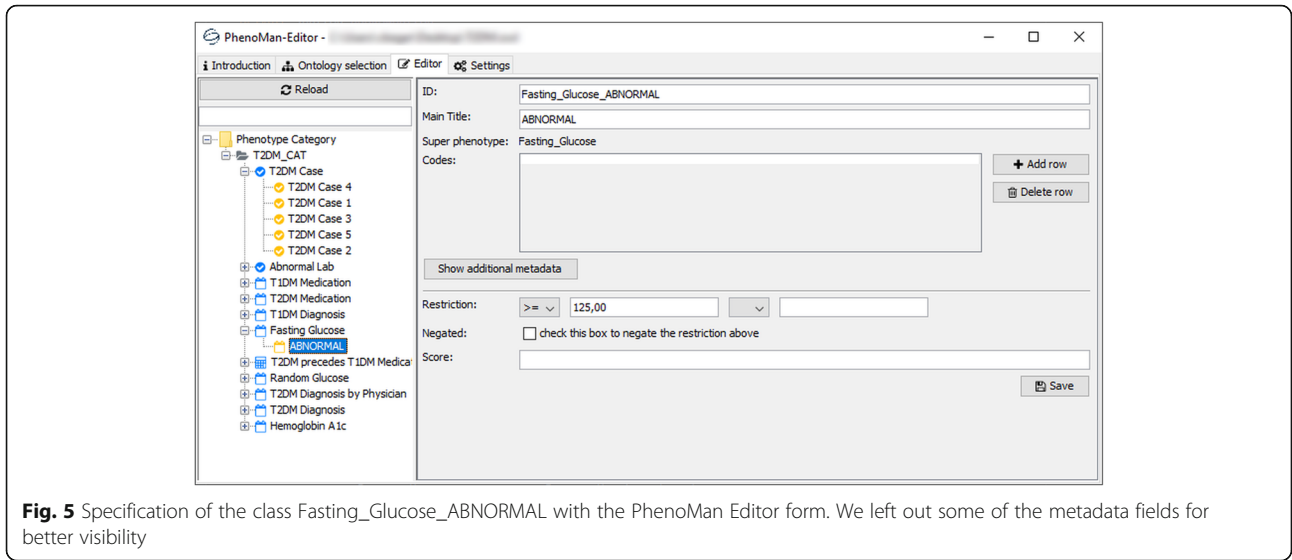 PhenoMan-Editor -
Introduction Ontology selection Editor Settings
Reload
Phenotype Category
T2DM_CAT
T2DM Case
T2DM Case 4
T2DM Case 1
T2DM Case 3
T2DM Case 5
T2DM Case 2
Abnormal Lab
T1DM Medication
T2DM Medication
T1DM Diagnosis
Fasting Glucose
ABNORMAL
T2DM precedes T1DM Medica
Random Glucose
T2DM Diagnosis by Physician
T2DM Diagnosis
Hemoglobin A1c
ID: Fasting_Glucose_ABNORMAL
Main Title: ABNORMAL
Super phenotype: Fasting_Glucose
Codes:
Add row
Delete row
Show additional metadata
Restriction: >= 125,00
Negated: check this box to negate the restriction above
Score:
Save
Fig. 5 Specification of the class Fasting_Glucose_ABNORMAL with the PhenoMan Editor form. We left out some of the metadata fields for
better visibility